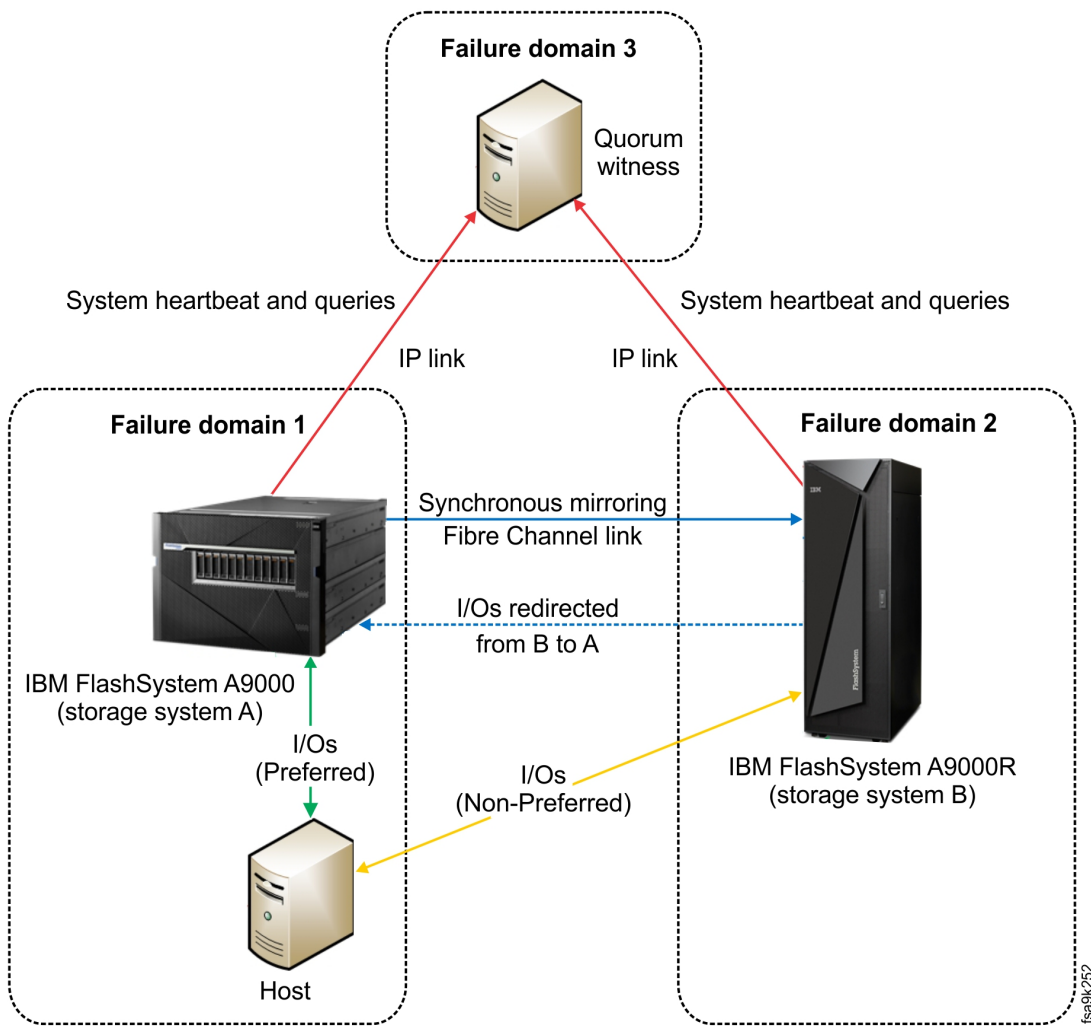 Failure domain 3
Quorum
witness
System heartbeat and queries
System heartbeat and queries
IP link
IP link
Failure domain 1
Failure domain 2
IBM
Synchronous mirroring
Fibre Channel link
I/Os redirected
from B to A
FlashSystem
IBM FlashSystem A9000
(storage system A)
I/Os
(Preferred)
I/Os
(Non-Preferred)
IBM FlashSystem A9000R
(storage system B)
Host
fsa9k252